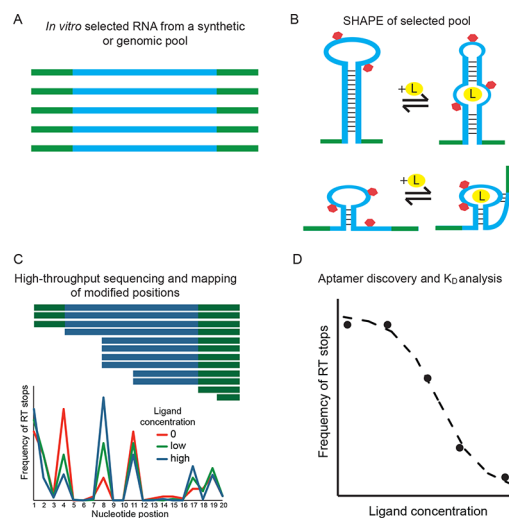 A
In vitro selected RNA from a synthetic
or genomic pool
B
SHAPE of selected pool
+ L
L
+ L
L
C
High-throughput sequencing and mapping
of modified positions
Ligand
concentration
0
low
high
Frequency of RT stops
1 2 3 4 5 6 7 8 9 10 11 12 13 14 15 16 17 18 19 20
Nucleotide position
D
Aptamer discovery and KD analysis
Frequemcy of RT stops
Ligand concentration